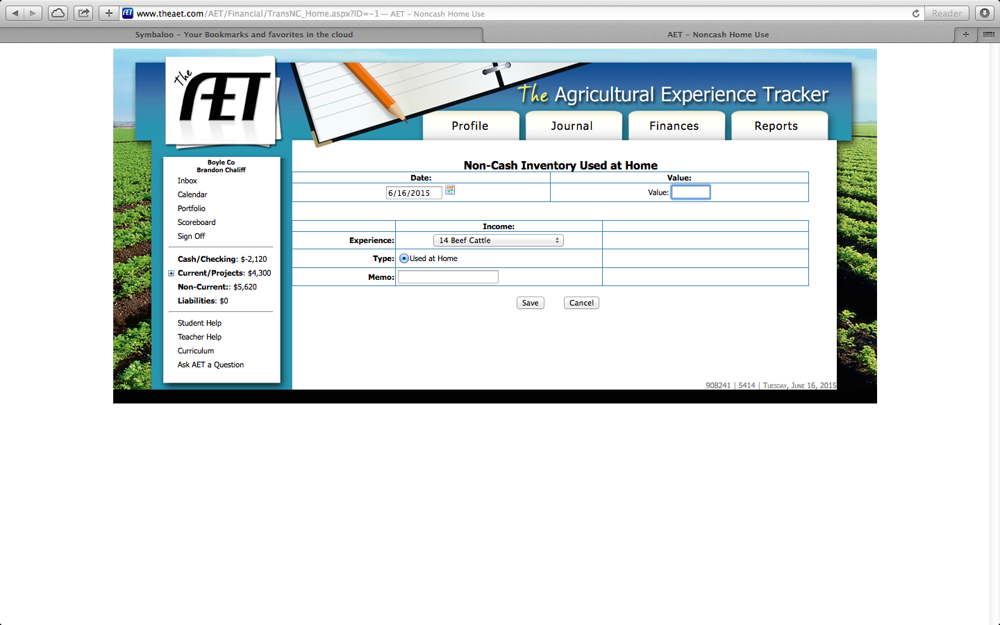 www.theaet.com/AET/Financial/TransNC_Home.aspx?ID=-1 — AET - Noncash Home Use
Reader
Symbaloo - Your Bookmarks and favorites in the cloud
AET - Noncash Home Use
The AET
The Agricultural Experience Tracker
Profile
Journal
Finances
Reports
Boyle Co
Brandon Chaliff
Inbox
Calendar
Portfolio
Scoreboard
Sign Off
Cash/Checking: $-2,120
Current/Projects: $4,300
Non-Current:: $5,620
Liabilities: $0
Student Help
Teacher Help
Curriculum
Ask AET a Question
Non-Cash Inventory Used at Home
Date:
Value:
6/16/2015
Value:
Income:
Experience:
14 Beef Cattle
Type:
Used at Home
Memo:
Save
Cancel
908241 | 5414 | Tuesday, June 16, 2015